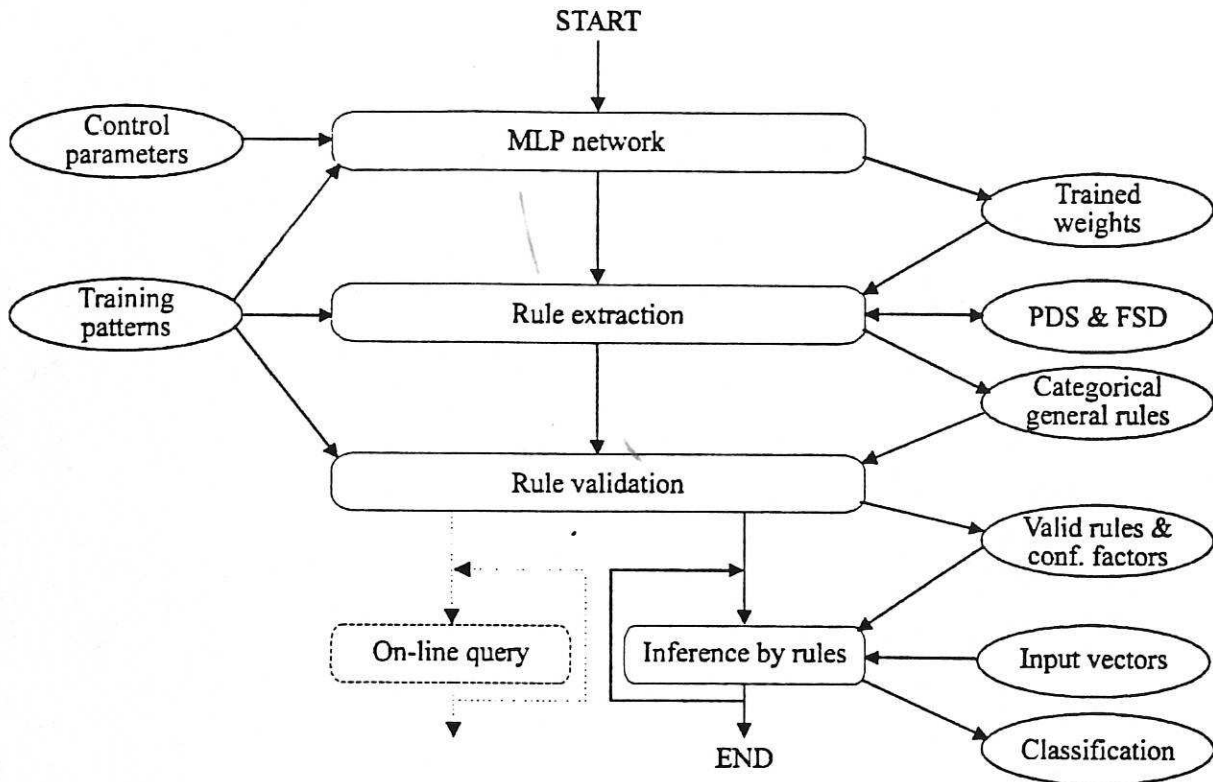 START
Control
parameters
MLP network
Trained
weights
Training
patterns
Rule extraction
PDS & FSD
Categorical
general rules
Rule validation
Valid rules &
conf. factors
On-line query
Inference by rules
Input vectors
END
Classification